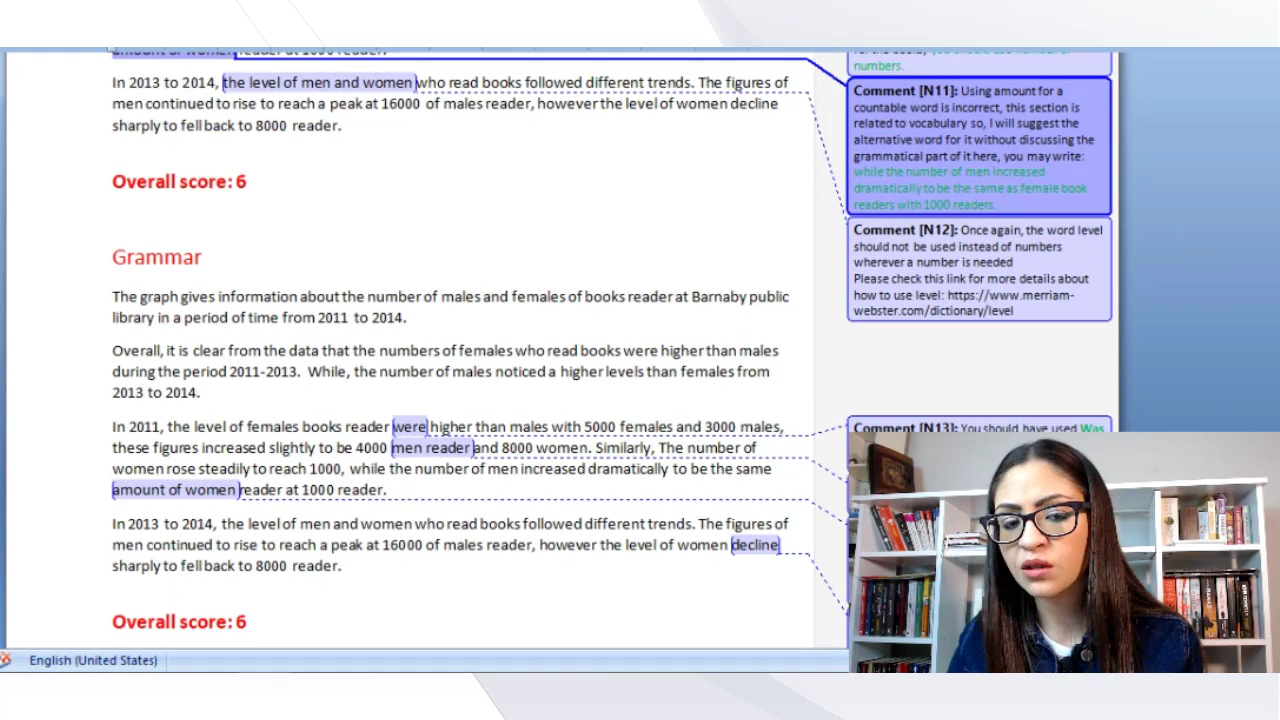 amount of women reader at 1000 reader.
In 2013 to 2014, the level of men and women who read books followed different trends. The figures of
men continued to rise to reach a peak at 16000 of males reader, however the level of women decline
sharply to fell back to 8000 reader.
Overall score: 6
Grammar
The graph gives information about the number of males and females of books reader at Barnaby public
library in a period of time from 2011 to 2014.
Overall, it is clear from the data that the numbers of females who read books were higher than males
during the period 2011-2013. While, the number of males noticed a higher levels than females from
2013 to 2014.
In 2011, the level of females books reader were higher than males with 5000 females and 3000 males,
these figures increased slightly to be 4000 men reader and 8000 women. Similarly, The number of
women rose steadily to reach 1000, while the number of men increased dramatically to be the same
amount of women reader at 1000 reader.
In 2013 to 2014, the level of men and women who read books followed different trends. The figures of
men continued to rise to reach a peak at 16000 of males reader, however the level of women decline
sharply to fell back to 8000 reader.
Overall score: 6
numbers.
Comment [N11]: Using amount for a
countable word is incorrect, this section is
related to vocabulary so, I will suggest the
alternative word for it without discussing the
grammatical part of it here, you may write:
while the number of men increased
dramatically to be the same as female book
readers with 1000 readers.
Comment [N12]: Once again, the word level
should not be used instead of numbers
wherever a number is needed
Please check this link for more details about
how to use level: https://www.merriam-
webster.com/dictionary/level
Comment [N13]: You should have used Was
English (United States)